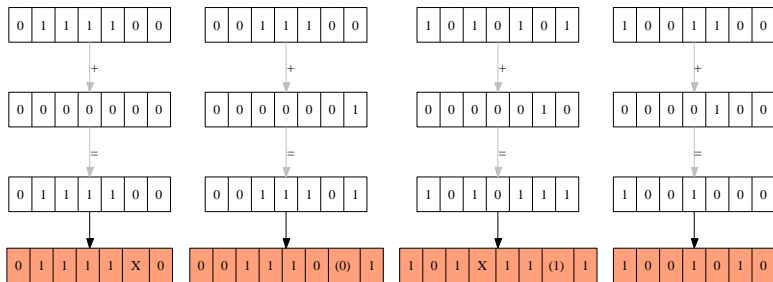 0 1 1 1 1 0 0 0 0 1 1 1 0 0 1 0 1 0 1 0 1 1 0 0 1 1 0 0
+ + + +
0 0 0 0 0 0 0 0 0 0 0 0 0 1 0 0 0 0 0 1 0 0 0 0 0 1 0 0
= = = =
0 1 1 1 1 0 0 0 0 1 1 1 0 1 1 0 1 0 1 1 1 1 0 0 1 0 0 0
0 1 1 1 1 X 0 0 0 1 1 1 0 (0) 1 1 0 1 X 1 1 (1) 1 1 0 0 1 0 1 0